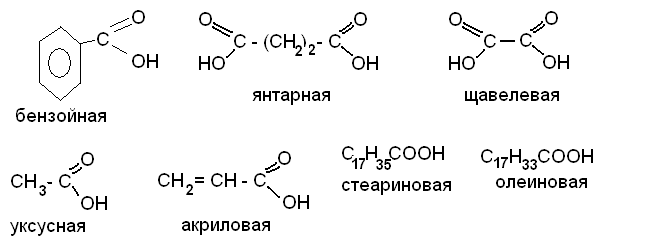 C O OH
бензойная
O HO C - (CH2)2 - C O OH
янтарная
O HO C - C O OH
щавелевая
CH3 - C O OH
уксусная
CH2 = CH - C O OH
акриловая
C17H35COOH
стеариновая
C17H33COOH
олеиновая